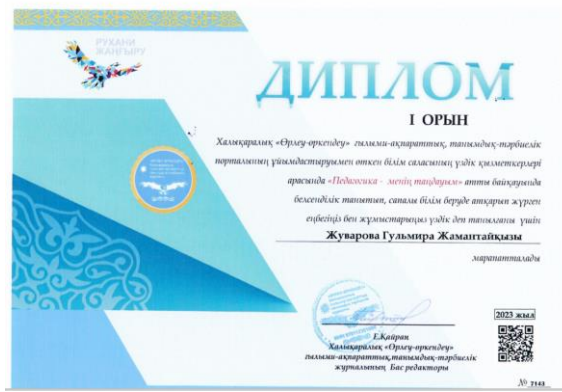 РУХАНИ
ЖАҢҒЫРУ
ДИПЛОМ
I ОРЫН
Халықаралық «Өрлеу-өркендеу» ғылыми-ақпараттық, танымдық-тәрбиелік
порталының ұйымдастыруымен өткен білім саласының үздік қызметкерлері
арасында «Педагогика - менің таңдауым» атты байқауында
белсенділік танытып, сапалы білім беруде атқарып жүрген
еңбегіңіз бен жұмыстарыңыз үздік деп танылғаны үшін
Жуварова Гульмира Жамантайқызы
марапатталады
2023 жыл
Е.Қайрат
Халықаралық «Өрлеу-өркендеу»
ғылыми-ақпараттық,танымдық-тәрбиелік
журналының Бас редакторы
№ 7143